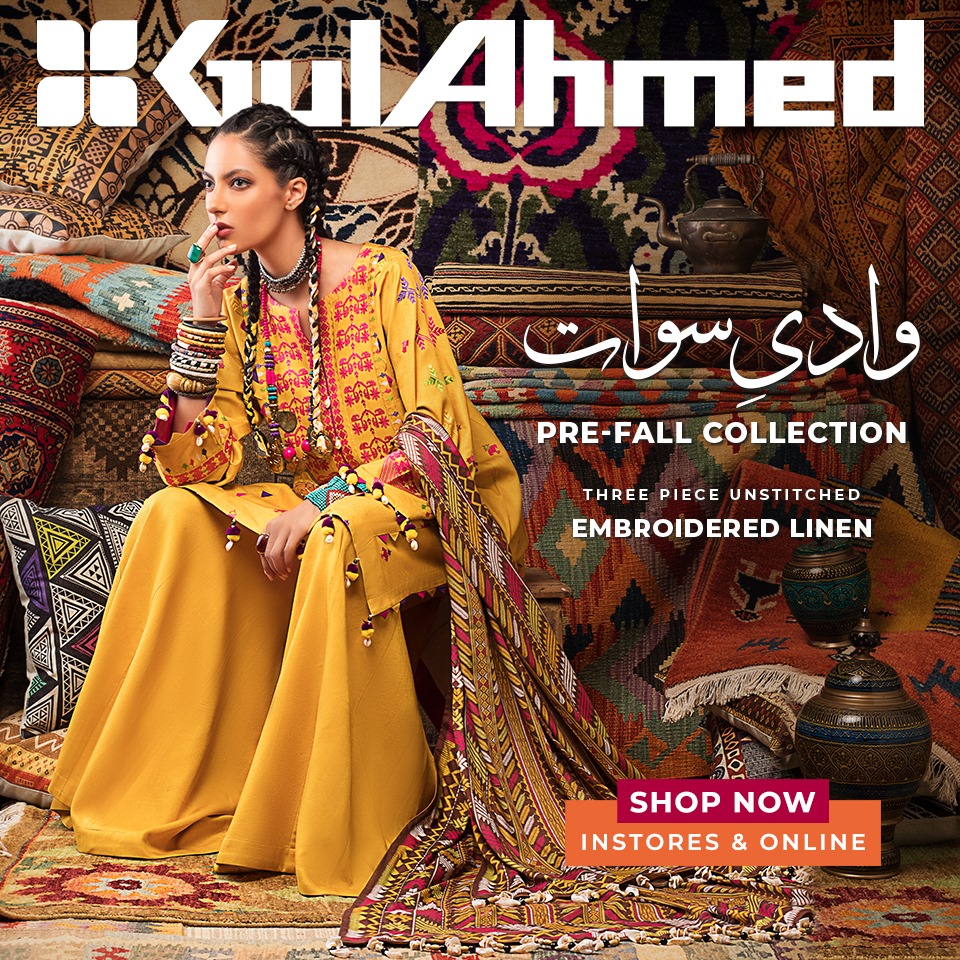 GulAhmed
وادیِ سوات
PRE-FALL COLLECTION
THREE PIECE UNSTITCHED
EMBROIDERED LINEN
SHOP NOW
INSTORES & ONLINE